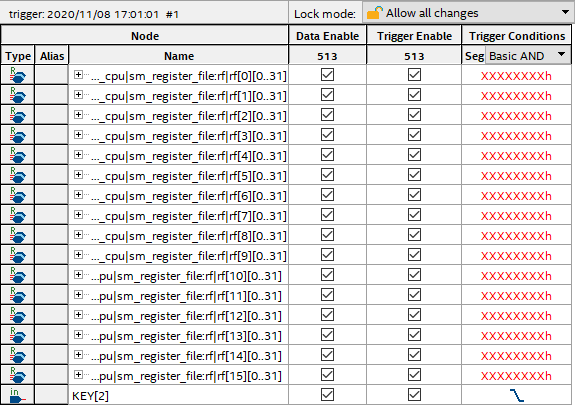 trigger: 2020/11/08 17:01:01 #1 Lock mode: Allow all changes
Node Data Enable Trigger Enable Trigger Conditions
Type Alias Name 513 513 Seg Basic AND
R ..._cpu|sm_register_file:rf|rf[0][0..31] XXXXXXXXh
R ..._cpu|sm_register_file:rf|rf[1][0..31] XXXXXXXXh
R ..._cpu|sm_register_file:rf|rf[2][0..31] XXXXXXXXh
R ..._cpu|sm_register_file:rf|rf[3][0..31] XXXXXXXXh
R ..._cpu|sm_register_file:rf|rf[4][0..31] XXXXXXXXh
R ..._cpu|sm_register_file:rf|rf[5][0..31] XXXXXXXXh
R ..._cpu|sm_register_file:rf|rf[6][0..31] XXXXXXXXh
R ..._cpu|sm_register_file:rf|rf[7][0..31] XXXXXXXXh
R ..._cpu|sm_register_file:rf|rf[8][0..31] XXXXXXXXh
R ..._cpu|sm_register_file:rf|rf[9][0..31] XXXXXXXXh
R ...pu|sm_register_file:rf|rf[10][0..31] XXXXXXXXh
R ...pu|sm_register_file:rf|rf[11][0..31] XXXXXXXXh
R ...pu|sm_register_file:rf|rf[12][0..31] XXXXXXXXh
R ...pu|sm_register_file:rf|rf[13][0..31] XXXXXXXXh
R ...pu|sm_register_file:rf|rf[14][0..31] XXXXXXXXh
R ...pu|sm_register_file:rf|rf[15][0..31] XXXXXXXXh
in KEY[2]